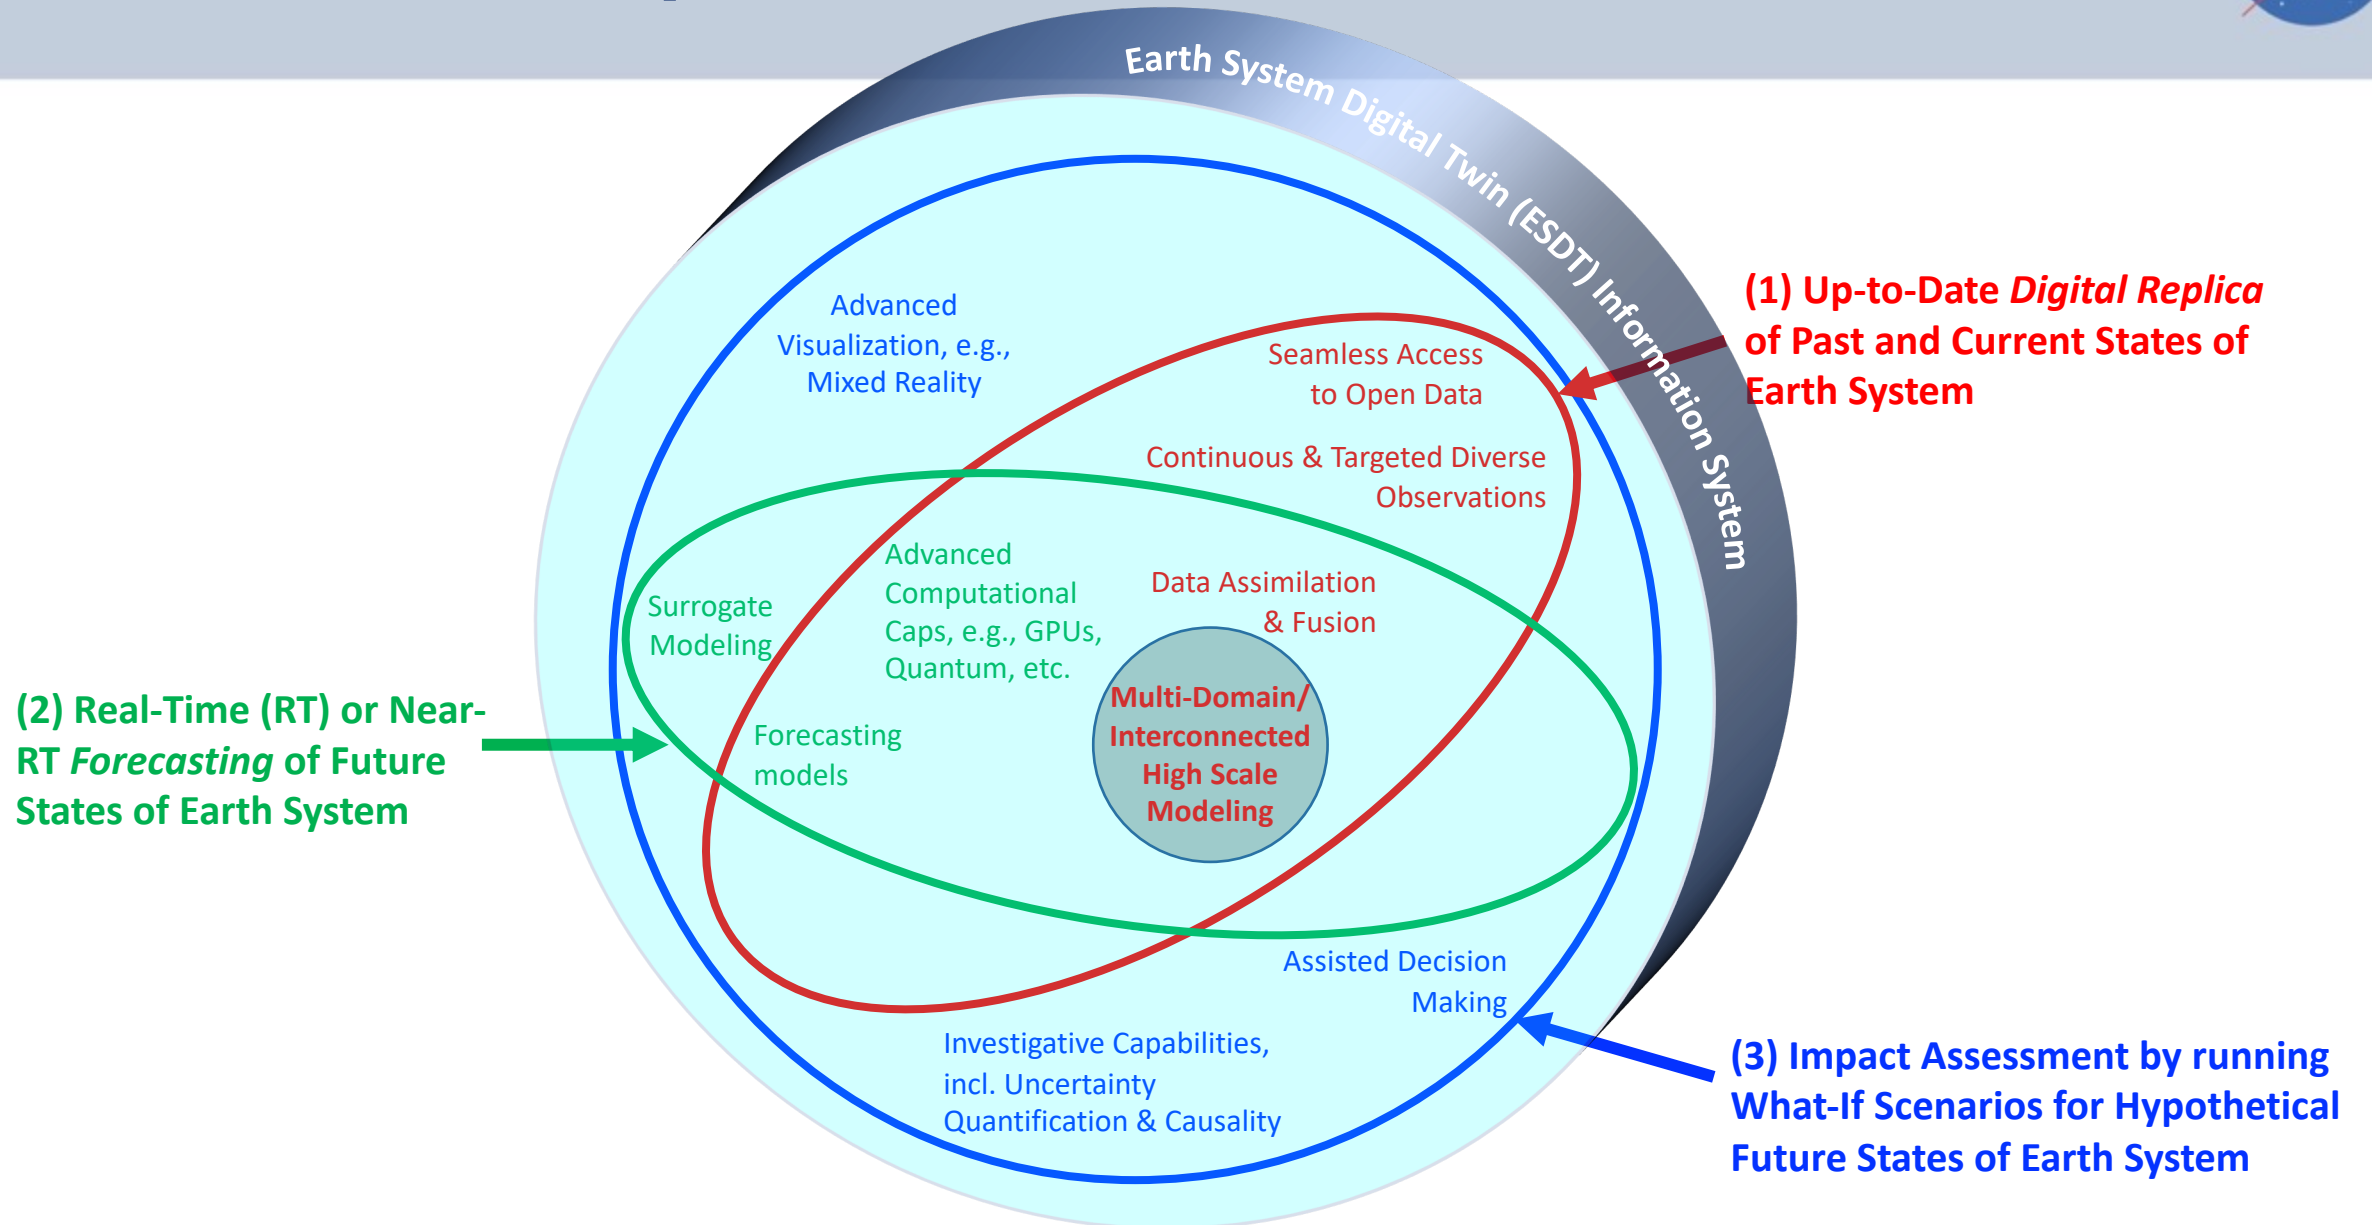 Earth System Digital Twin (ESDT) Information System
(1) Up-to-Date Digital Replica
of Past and Current States of
Earth System
Advanced
Visualization, e.g.,
Mixed Reality
Seamless Access
to Open Data
Continuous & Targeted Diverse
Observations
Advanced
Computational
Caps, e.g., GPUs,
Quantum, etc.
Data Assimilation
& Fusion
Surrogate
Modeling
(2) Real-Time (RT) or Near-
RT Forecasting of Future
States of Earth System
Forecasting
models
Multi-Domain/
Interconnected
High Scale
Modeling
Assisted Decision
Making
Investigative Capabilities,
incl. Uncertainty
Quantification & Causality
(3) Impact Assessment by running
What-If Scenarios for Hypothetical
Future States of Earth System